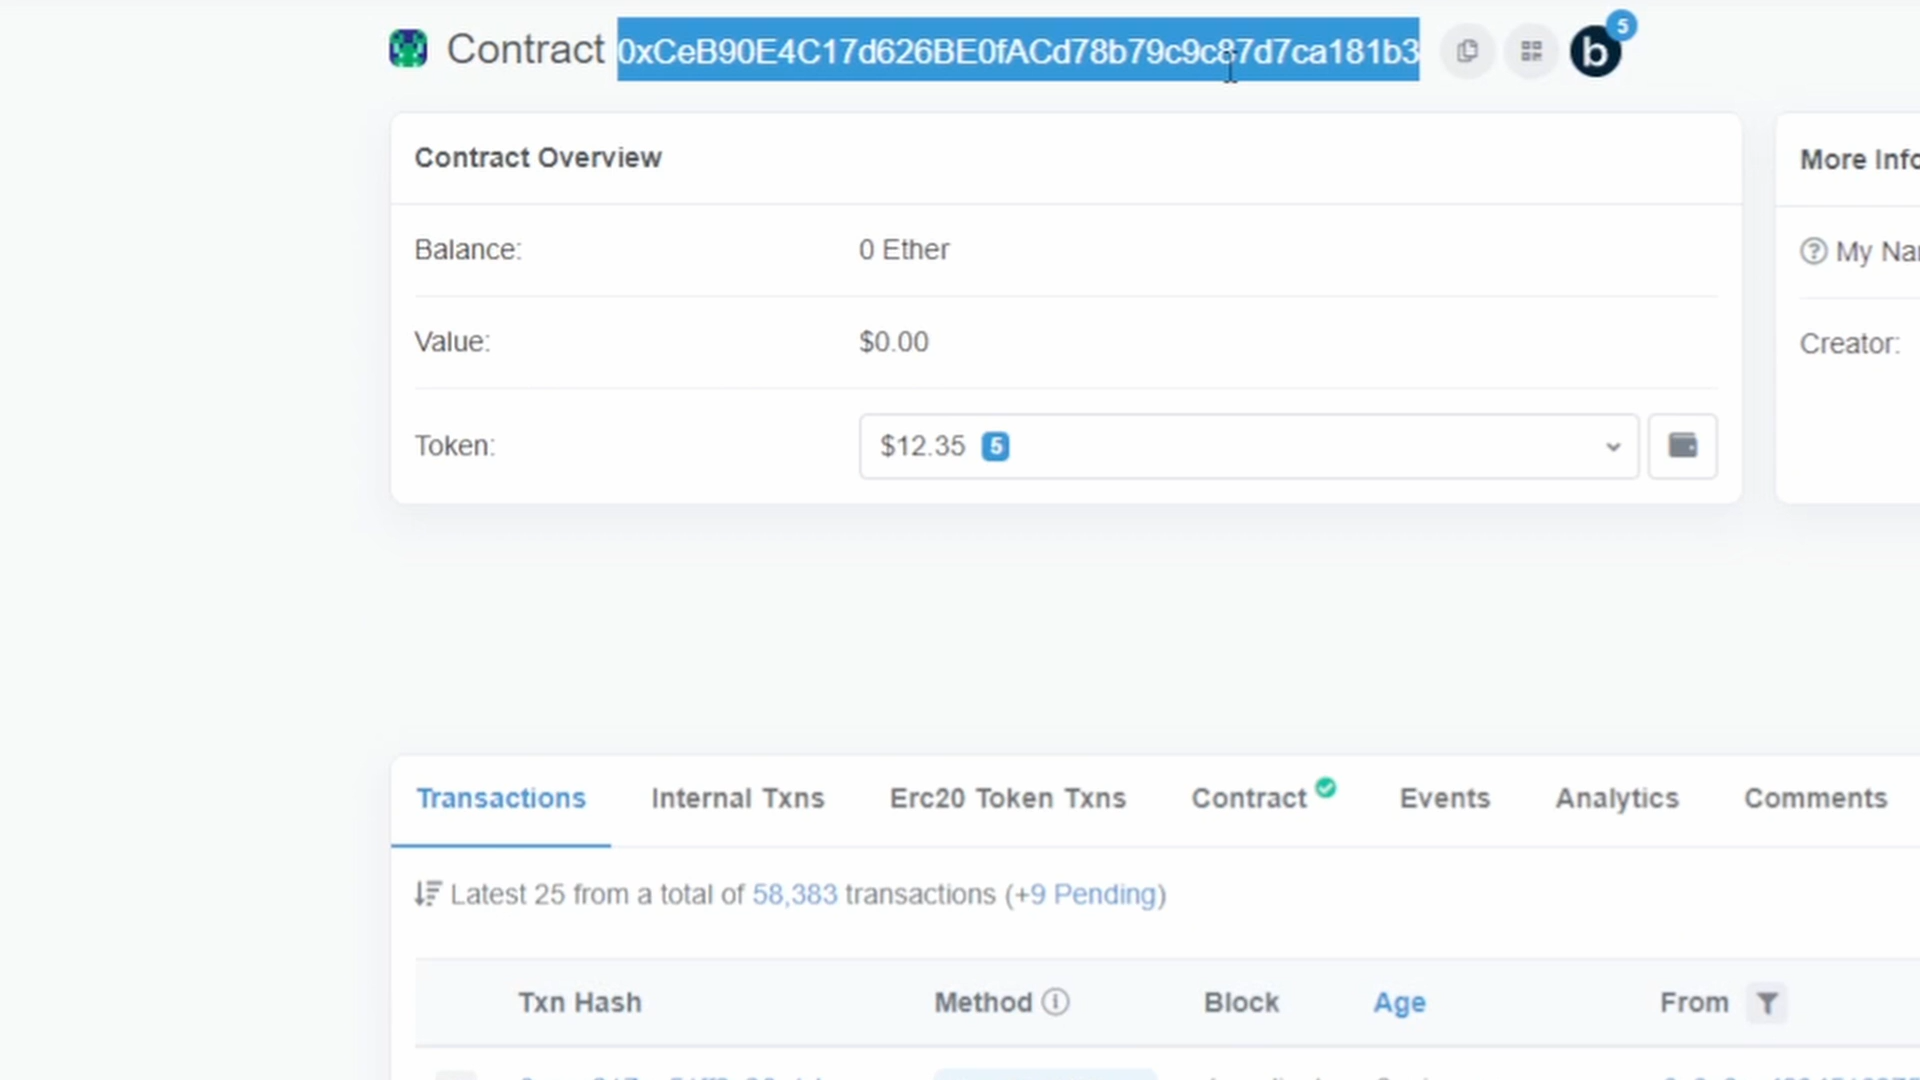 Contract 0xCeB90E4C17d626BE0fACd78b79c9c87d7ca181b3
b
5
Contract Overview
More Info
Balance: 0 Ether
My Na
Value: $0.00
Creator:
Token: $12.35 5
Transactions Internal Txns Erc20 Token Txns Contract Events Analytics Comments
Latest 25 from a total of 58,383 transactions (+9 Pending)
Txn Hash Method Block Age From